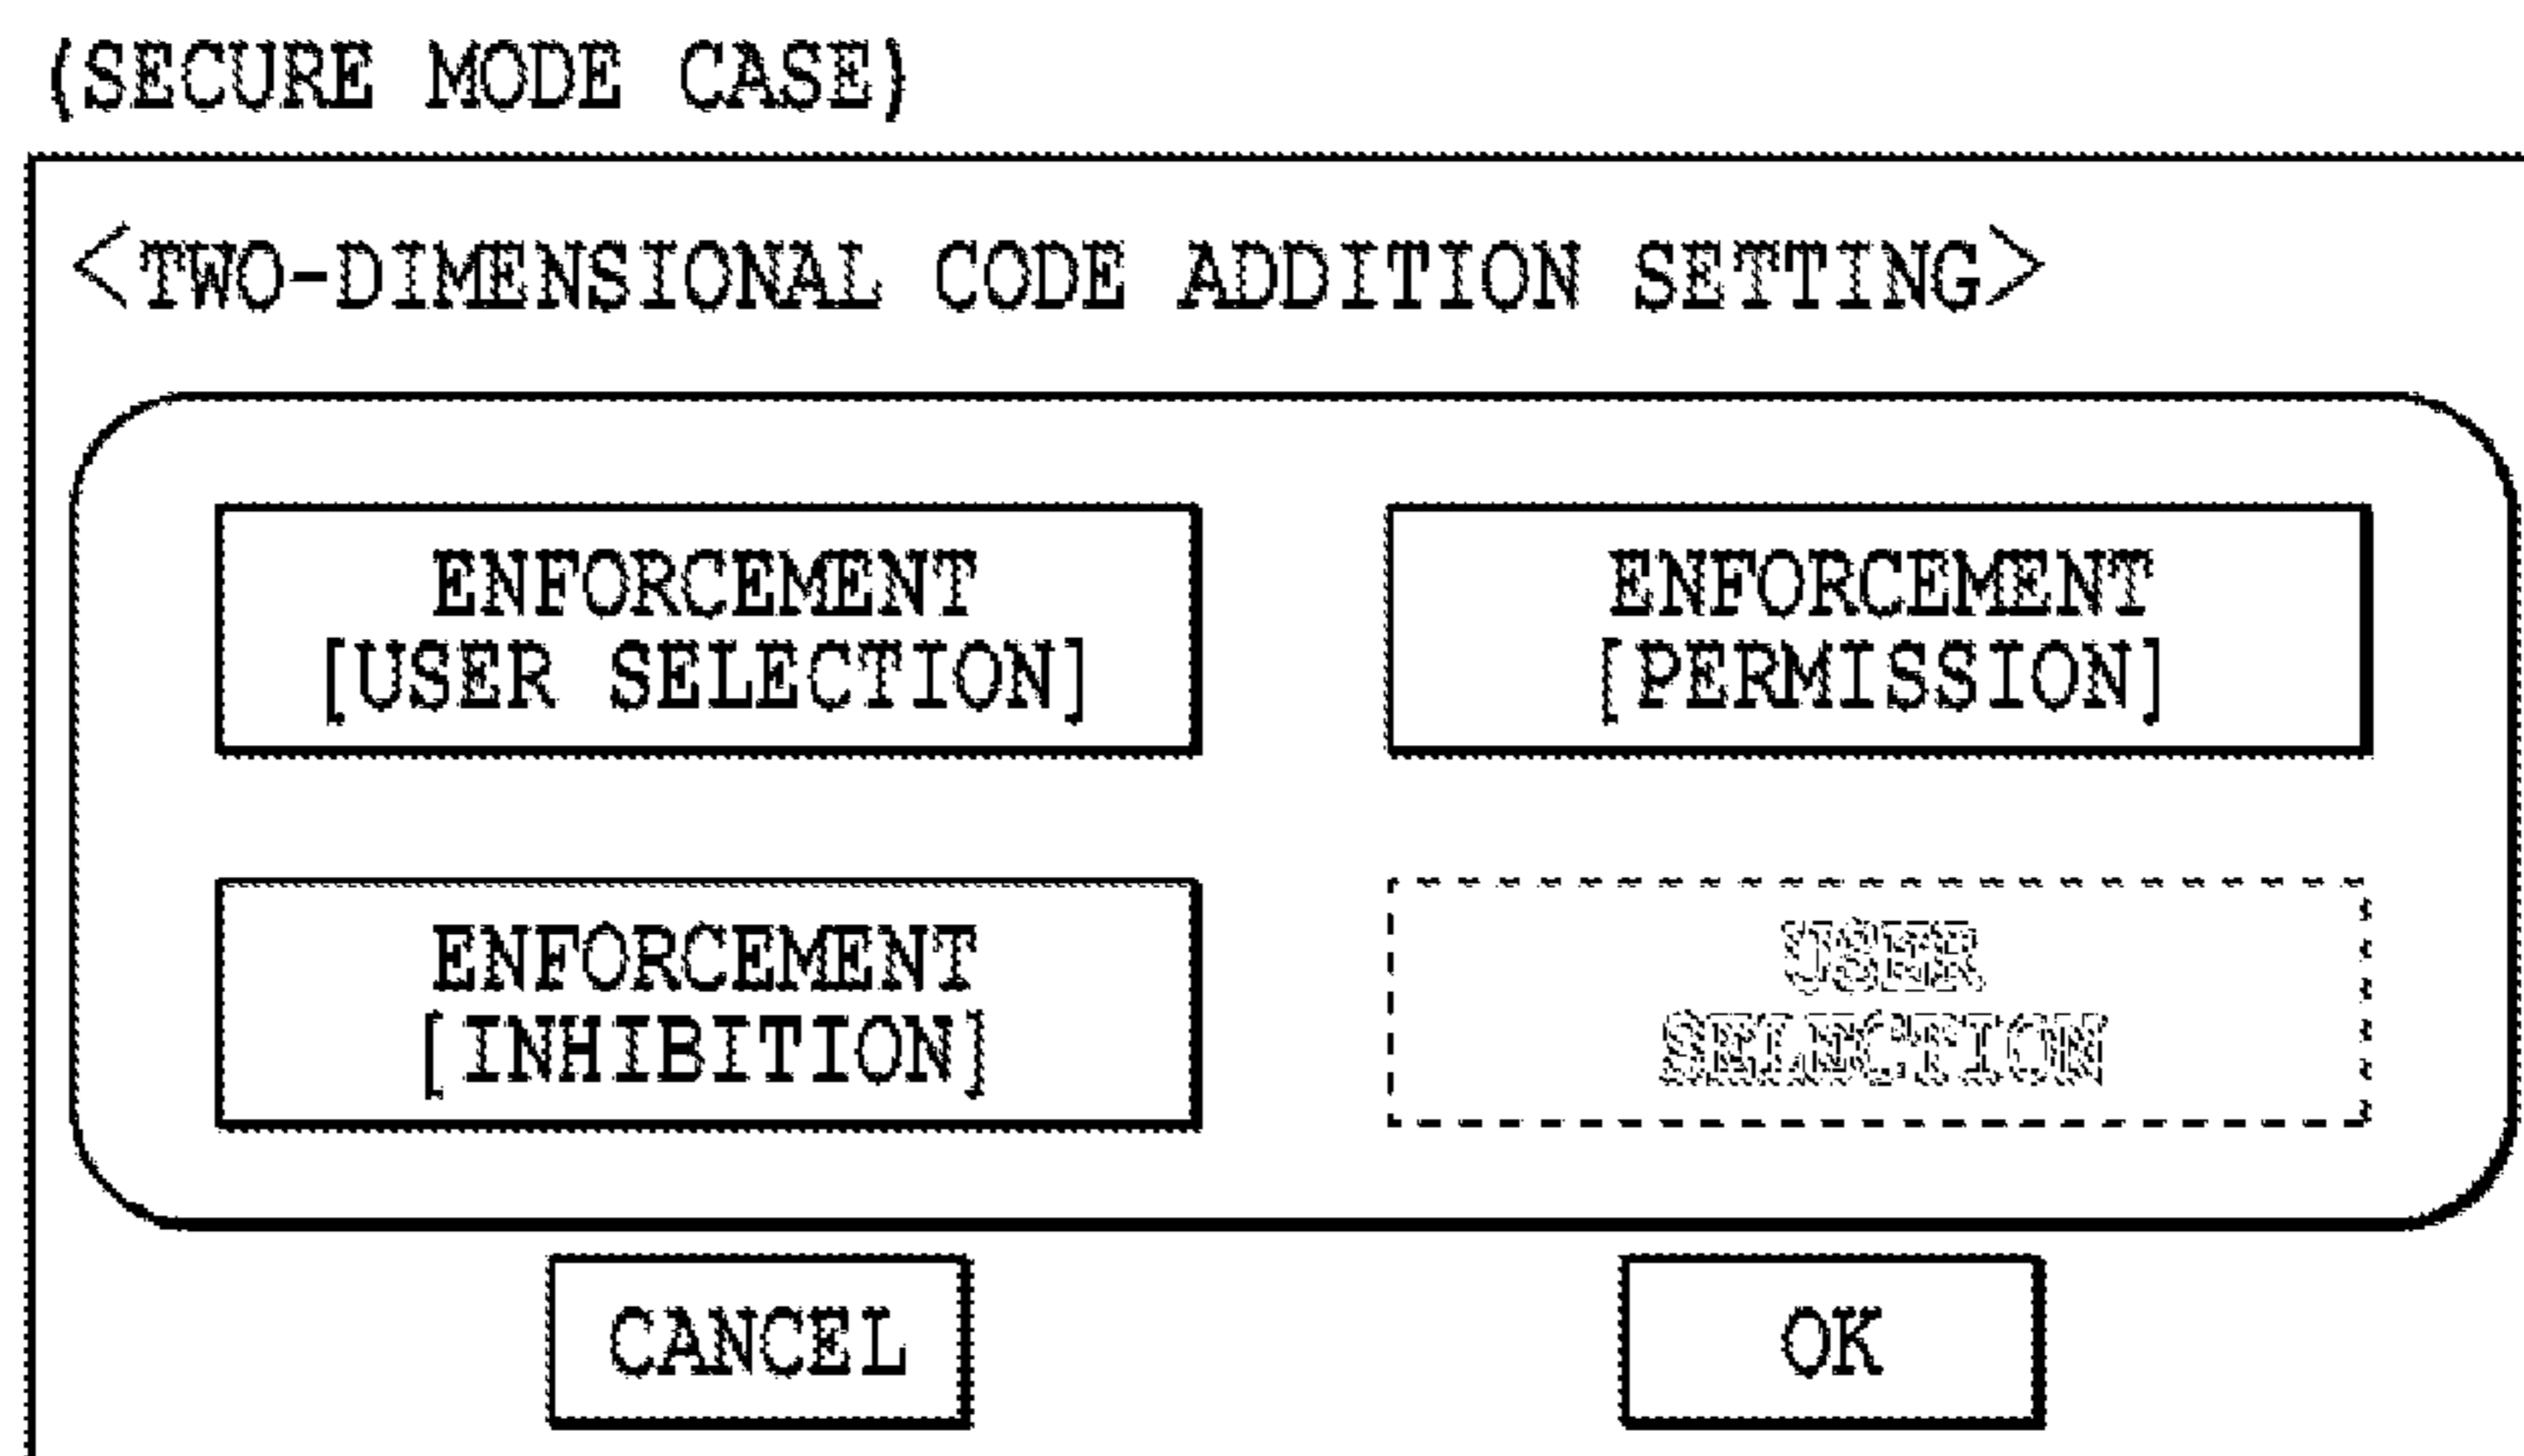 (SECURE MODE CASE)
<TWO-DIMENSIONAL CODE ADDITION SETTING>
ENFORCEMENT
[USER SELECTION]
ENFORCEMENT
[PERMISSION]
ENFORCEMENT
[INHIBITION]
USER
SELECTION
CANCEL
OK